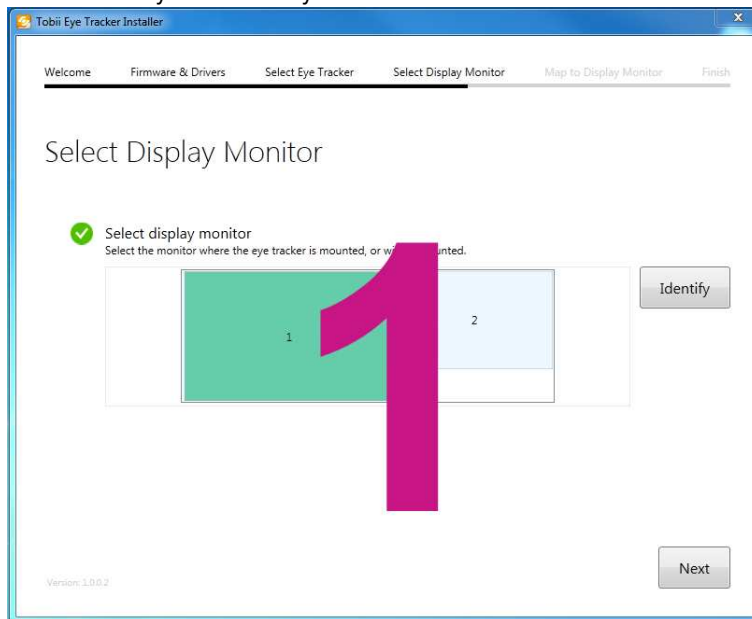 Tobii Eye Tracker Installer
Welcome Firmware & Drivers Select Eye Tracker Select Display Monitor Map to Display Monitor Finish
Select Display Monitor
Select display monitor
Select the monitor where the eye tracker is mounted, or
1
2
Identify
1
Next
Version: 1.0.0.2